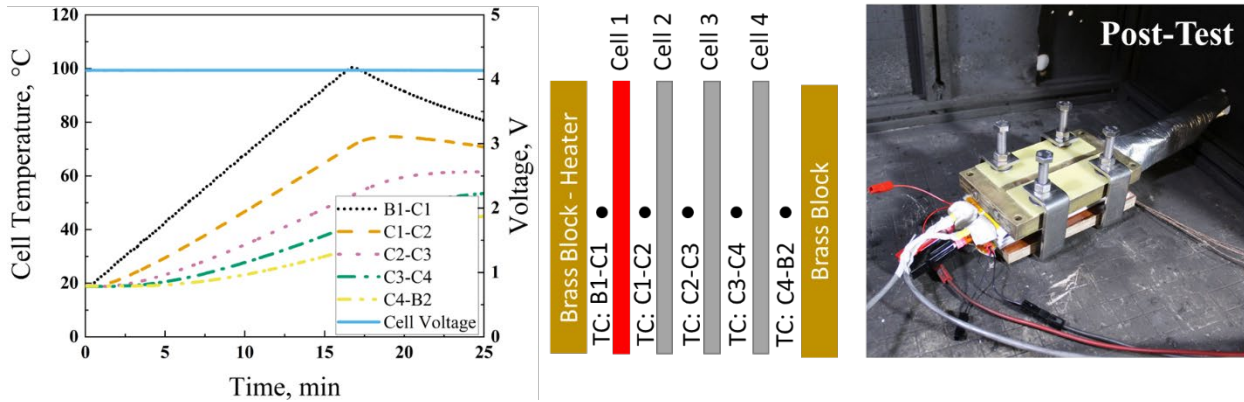 Cell Temperature, °C
120
100
80
60
40
20
0
0
5
10
15
20
25
Time, min
5
4
3
2
1
0
Voltage, V
B1-C1
C1-C2
C2-C3
C3-C4
C4-B2
Cell Voltage
Brass Block - Heater
TC: B1-C1
Cell 1
TC: C1-C2
Cell 2
TC: C2-C3
Cell 3
TC: C3-C4
Cell 4
TC: C4-B2
Brass Block
Post-Test